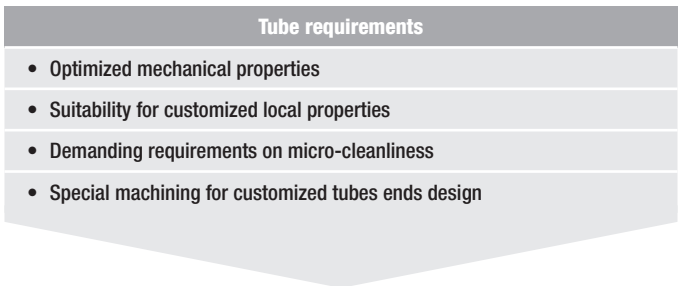 Tube requirements
• Optimized mechanical properties
• Suitability for customized local properties
• Demanding requirements on micro-cleanliness
• Special machining for customized tubes ends design